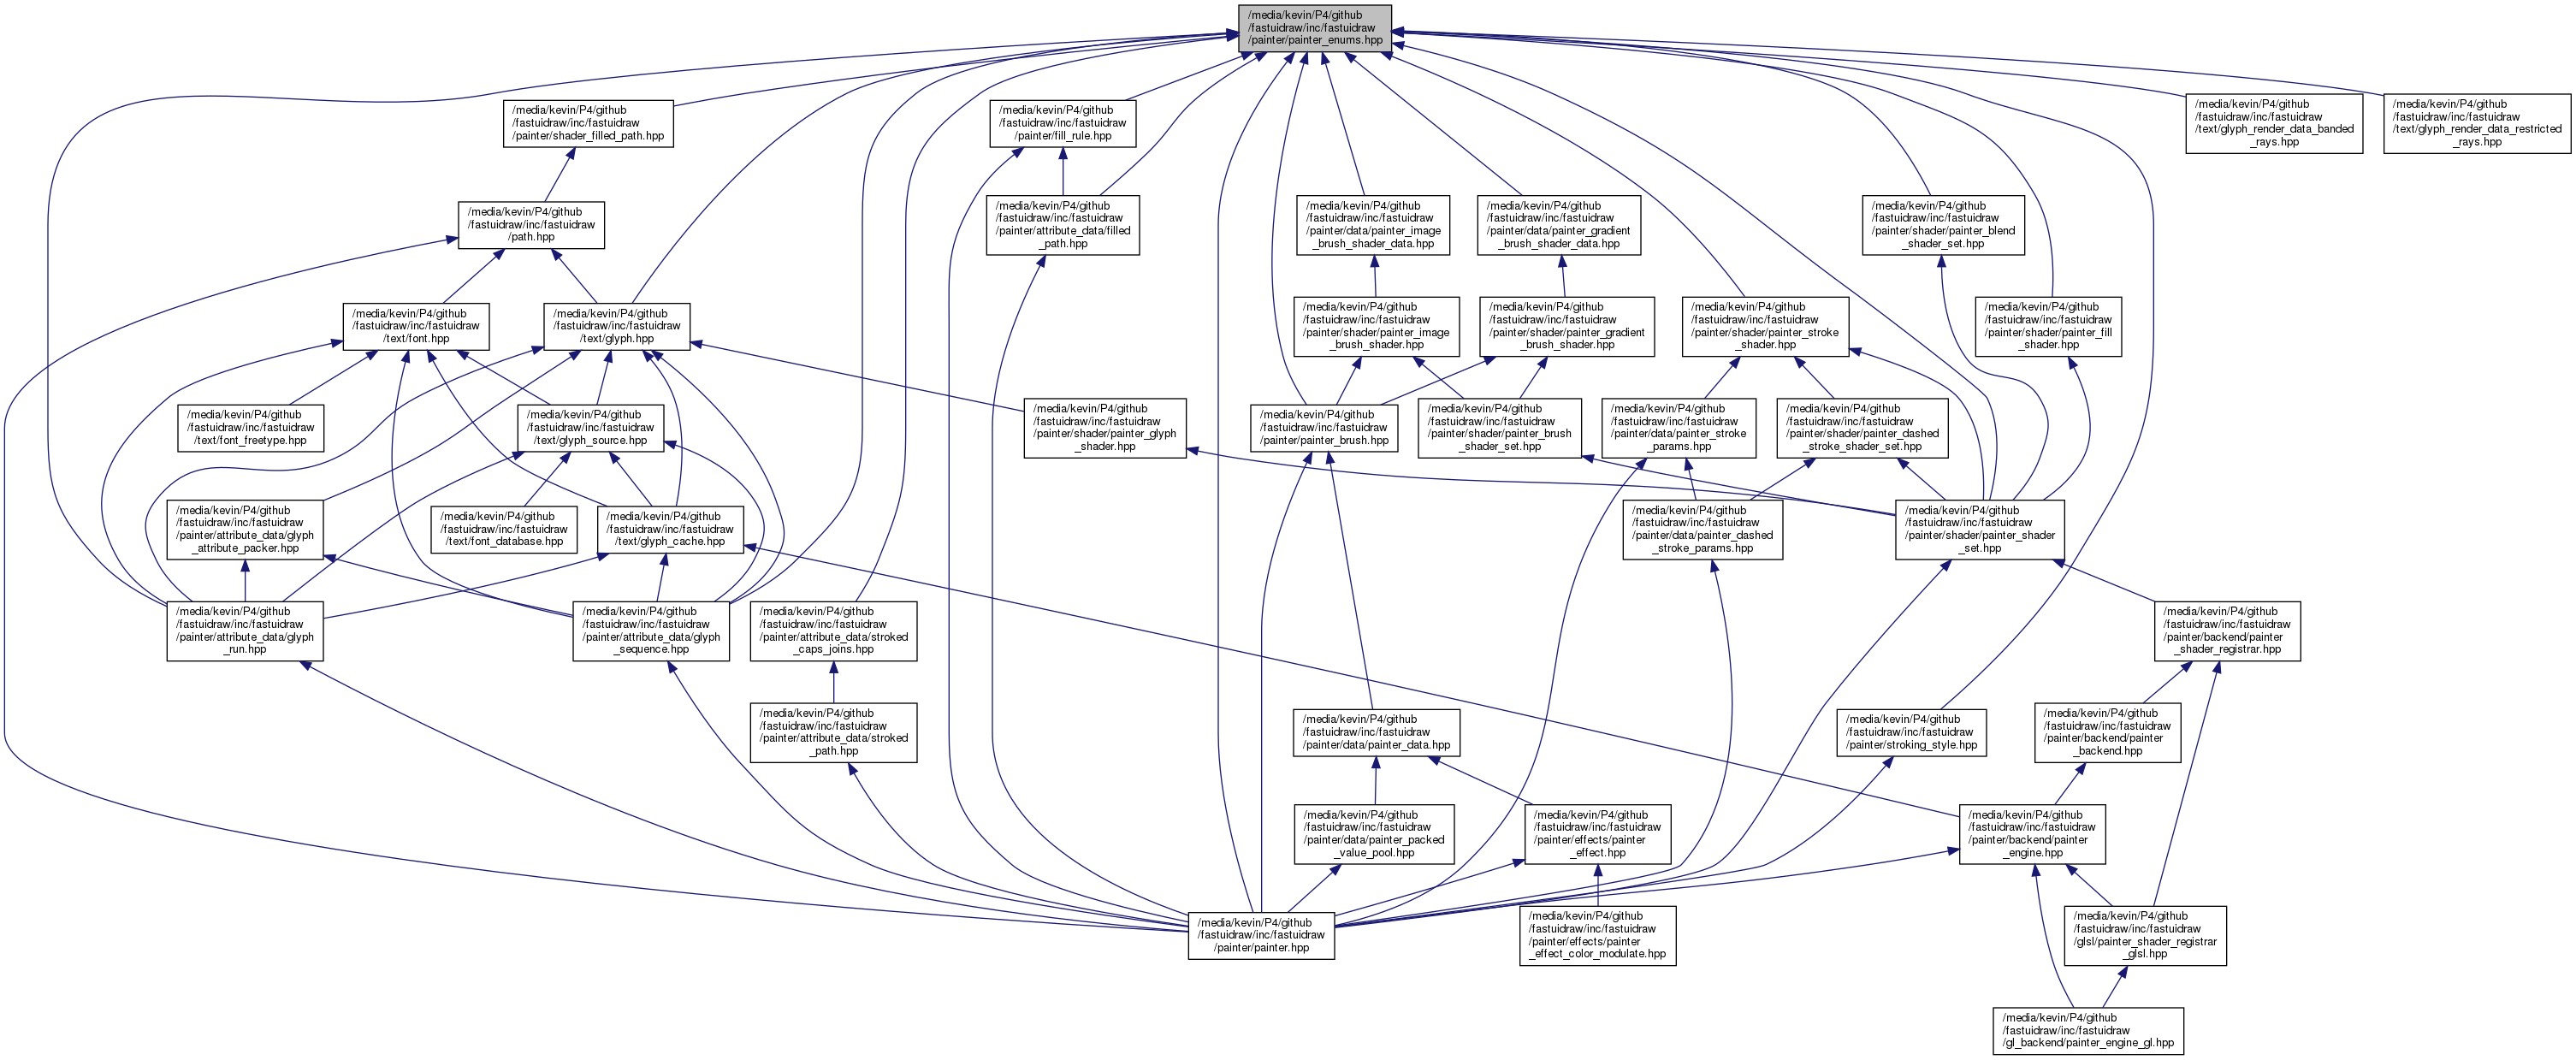 /media/kevin/P4/github
/fastuidraw/inc/fastuidraw
/painter/painter_enums.hpp
/media/kevin/P4/github
/fastuidraw/inc/fastuidraw
/painter/shader_filled_path.hpp
/media/kevin/P4/github
/fastuidraw/inc/fastuidraw
/painter/fill_rule.hpp
/media/kevin/P4/github
/fastuidraw/inc/fastuidraw
/text/glyph_render_data_banded
_rays.hpp
/media/kevin/P4/github
/fastuidraw/inc/fastuidraw
/text/glyph_render_data_restricted
_rays.hpp
/media/kevin/P4/github
/fastuidraw/inc/fastuidraw
/path.hpp
/media/kevin/P4/github
/fastuidraw/inc/fastuidraw
/painter/attribute_data/filled
_path.hpp
/media/kevin/P4/github
/fastuidraw/inc/fastuidraw
/painter/data/painter_image
_brush_shader_data.hpp
/media/kevin/P4/github
/fastuidraw/inc/fastuidraw
/painter/data/painter_gradient
_brush_shader_data.hpp
/media/kevin/P4/github
/fastuidraw/inc/fastuidraw
/painter/shader/painter_blend
_shader_set.hpp
/media/kevin/P4/github
/fastuidraw/inc/fastuidraw
/text/font.hpp
/media/kevin/P4/github
/fastuidraw/inc/fastuidraw
/text/glyph.hpp
/media/kevin/P4/github
/fastuidraw/inc/fastuidraw
/painter/shader/painter_image
_brush_shader.hpp
/media/kevin/P4/github
/fastuidraw/inc/fastuidraw
/painter/shader/painter_gradient
_brush_shader.hpp
/media/kevin/P4/github
/fastuidraw/inc/fastuidraw
/painter/shader/painter_stroke
_shader.hpp
/media/kevin/P4/github
/fastuidraw/inc/fastuidraw
/painter/shader/painter_fill
_shader.hpp
/media/kevin/P4/github
/fastuidraw/inc/fastuidraw
/text/font_freetype.hpp
/media/kevin/P4/github
/fastuidraw/inc/fastuidraw
/text/glyph_source.hpp
/media/kevin/P4/github
/fastuidraw/inc/fastuidraw
/painter/shader/painter_glyph
_shader.hpp
/media/kevin/P4/github
/fastuidraw/inc/fastuidraw
/painter/painter_brush.hpp
/media/kevin/P4/github
/fastuidraw/inc/fastuidraw
/painter/shader/painter_brush
_shader_set.hpp
/media/kevin/P4/github
/fastuidraw/inc/fastuidraw
/painter/data/painter_stroke
_params.hpp
/media/kevin/P4/github
/fastuidraw/inc/fastuidraw
/painter/shader/painter_dashed
_stroke_shader_set.hpp
/media/kevin/P4/github
/fastuidraw/inc/fastuidraw
/painter/attribute_data/glyph
_attribute_packer.hpp
/media/kevin/P4/github
/fastuidraw/inc/fastuidraw
/text/font_database.hpp
/media/kevin/P4/github
/fastuidraw/inc/fastuidraw
/text/glyph_cache.hpp
/media/kevin/P4/github
/fastuidraw/inc/fastuidraw
/painter/data/painter_dashed
_stroke_params.hpp
/media/kevin/P4/github
/fastuidraw/inc/fastuidraw
/painter/shader/painter_shader
_set.hpp
/media/kevin/P4/github
/fastuidraw/inc/fastuidraw
/painter/attribute_data/glyph
_run.hpp
/media/kevin/P4/github
/fastuidraw/inc/fastuidraw
/painter/attribute_data/glyph
_sequence.hpp
/media/kevin/P4/github
/fastuidraw/inc/fastuidraw
/painter/attribute_data/stroked
_caps_joins.hpp
/media/kevin/P4/github
/fastuidraw/inc/fastuidraw
/painter/backend/painter
_shader_registrar.hpp
/media/kevin/P4/github
/fastuidraw/inc/fastuidraw
/painter/attribute_data/stroked
_path.hpp
/media/kevin/P4/github
/fastuidraw/inc/fastuidraw
/painter/data/painter_data.hpp
/media/kevin/P4/github
/fastuidraw/inc/fastuidraw
/painter/stroking_style.hpp
/media/kevin/P4/github
/fastuidraw/inc/fastuidraw
/painter/backend/painter
_backend.hpp
/media/kevin/P4/github
/fastuidraw/inc/fastuidraw
/painter/data/painter_packed
_value_pool.hpp
/media/kevin/P4/github
/fastuidraw/inc/fastuidraw
/painter/effects/painter
_effect.hpp
/media/kevin/P4/github
/fastuidraw/inc/fastuidraw
/painter/backend/painter
_engine.hpp
/media/kevin/P4/github
/fastuidraw/inc/fastuidraw
/painter/painter.hpp
/media/kevin/P4/github
/fastuidraw/inc/fastuidraw
/painter/effects/painter
_effect_color_modulate.hpp
/media/kevin/P4/github
/fastuidraw/inc/fastuidraw
/glsl/painter_shader_registrar
_glsl.hpp
/media/kevin/P4/github
/fastuidraw/inc/fastuidraw
/gl_backend/painter_engine_gl.hpp